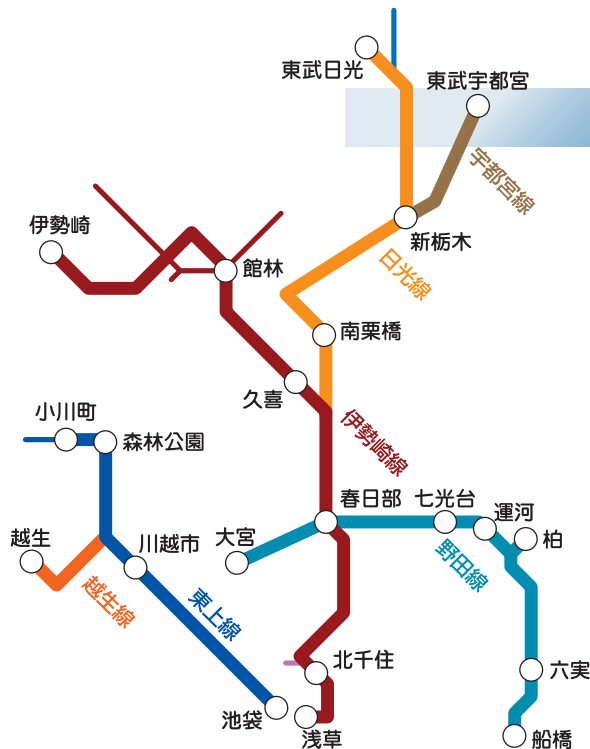 東武日光
東武宇都宮
宇都宮線
伊勢崎
新栃木
館林
日光線
南栗橋
久喜
小川町
伊勢崎線
森林公園
春日部
七光台
運河
越生
川越市
大宮
柏
野田線
越生線
東上線
北千住
六実
池袋
浅草
船橋